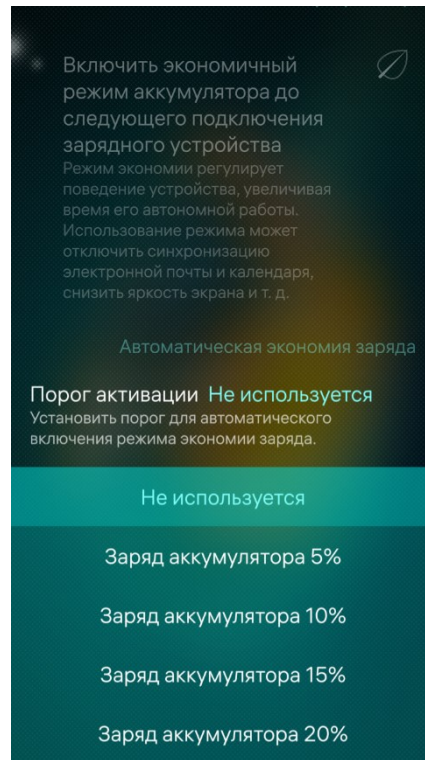 Включить экономичный
режим аккумулятора до
следующего подключения
зарядного устройства
Режим экономии регулирует
поведение устройства, увеличивая
время его автономной работы.
Использование режима может
отключить синхронизацию
электронной почты и календаря,
снизить яркость экрана и т. д.
Автоматическая экономия заряда
Порог активации Не используется
Установить порог для автоматического
включения режима экономии заряда.
Не используется
Заряд аккумулятора 5%
Заряд аккумулятора 10%
Заряд аккумулятора 15%
Заряд аккумулятора 20%